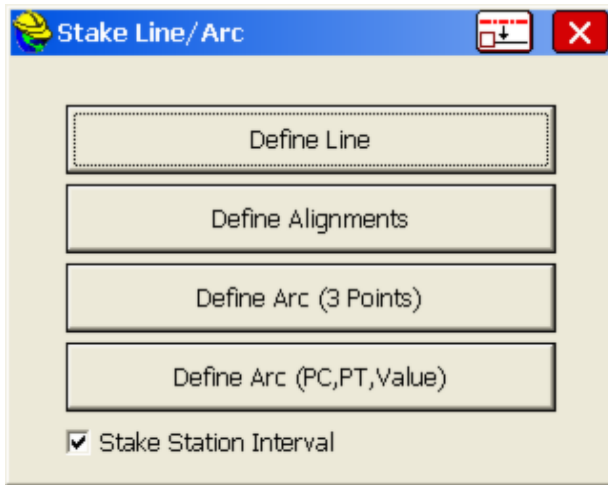 Stake Line/Arc
Define Line
Define Alignments
Define Arc (3 Points)
Define Arc (PC,PT,Value)
Stake Station Interval